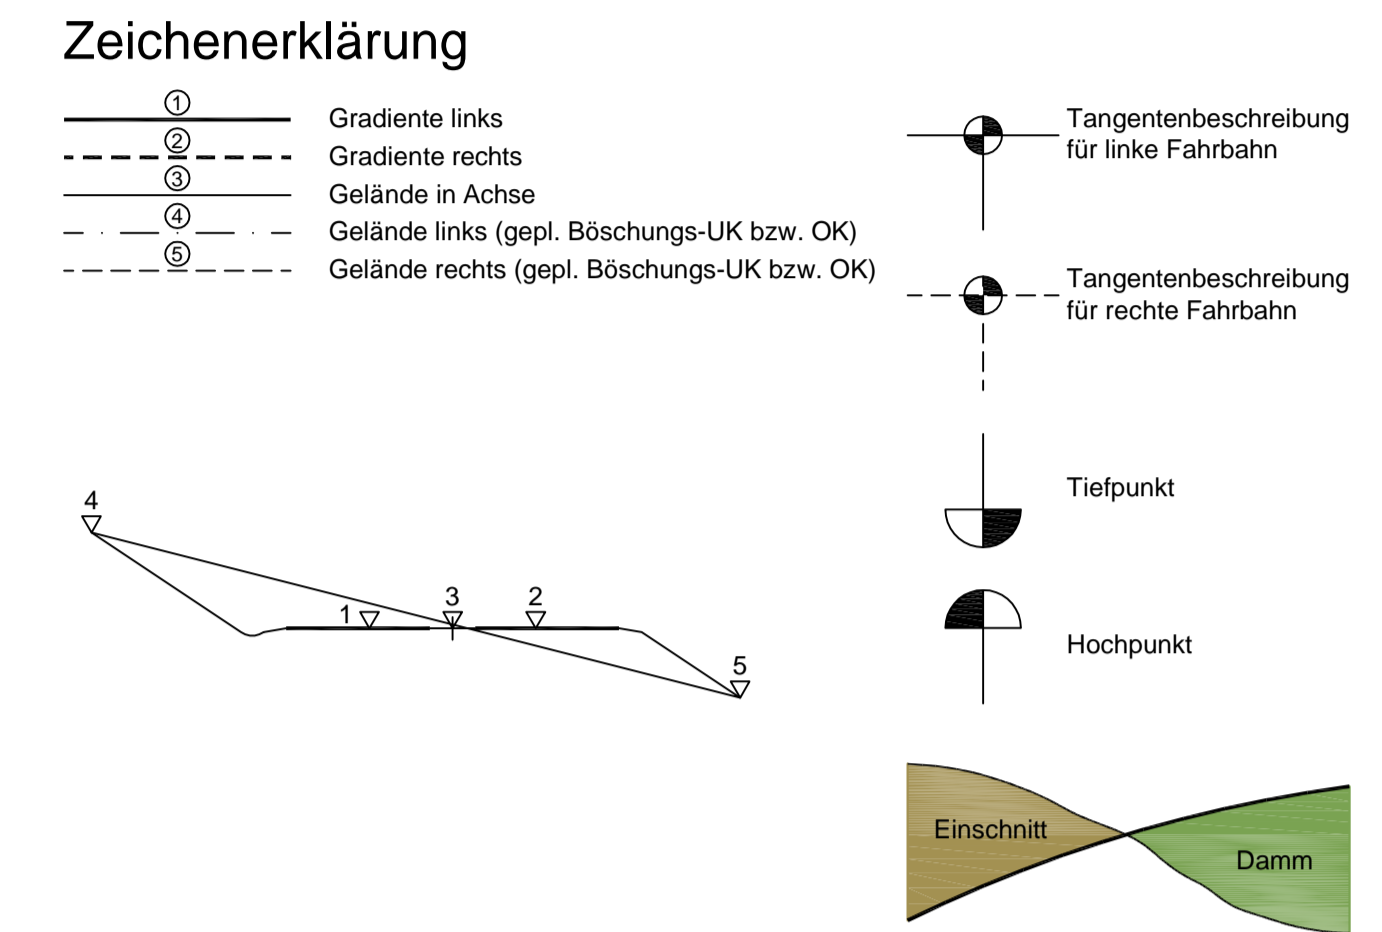 Zeichenerklärung
① Gradiente links
② Gradiente rechts
③ Gelände in Achse
④ Gelände links (gepl. Böschungs-UK bzw. OK)
⑤ Gelände rechts (gepl. Böschungs-UK bzw. OK)
4
1
3
2
5
Tangentenbeschreibung
für linke Fahrbahn
Tangentenbeschreibung
für rechte Fahrbahn
Tiefpunkt
Hochpunkt
Einschnitt
Damm